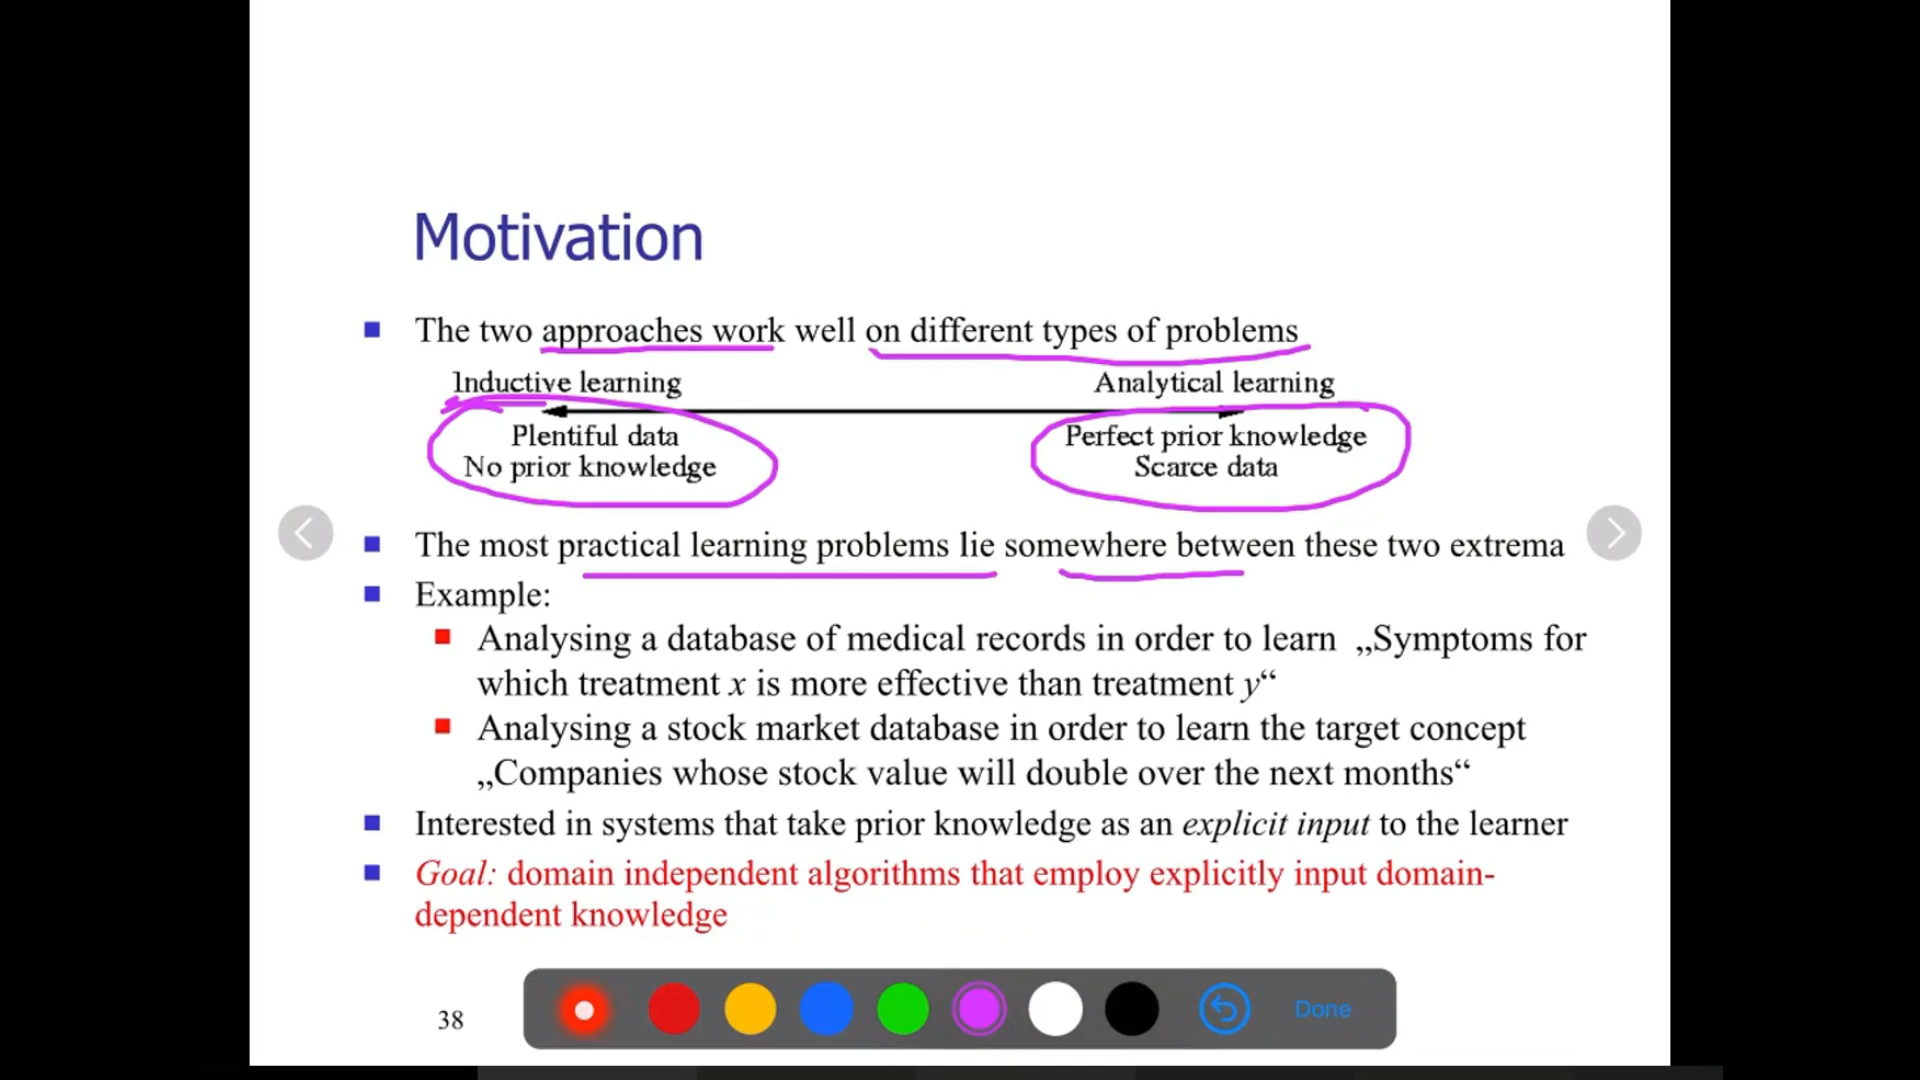 Motivation
The two approaches work well on different types of problems
Inductive learning Analytical learning
Plentiful data Perfect prior knowledge
No prior knowledge Scarce data
The most practical learning problems lie somewhere between these two extrema
Example:
Analysing a database of medical records in order to learn „Symptoms for
which treatment x is more effective than treatment y“
Analysing a stock market database in order to learn the target concept
„Companies whose stock value will double over the next months“
Interested in systems that take prior knowledge as an explicit input to the learner
Goal: domain independent algorithms that employ explicitly input domain-
dependent knowledge
38
Done